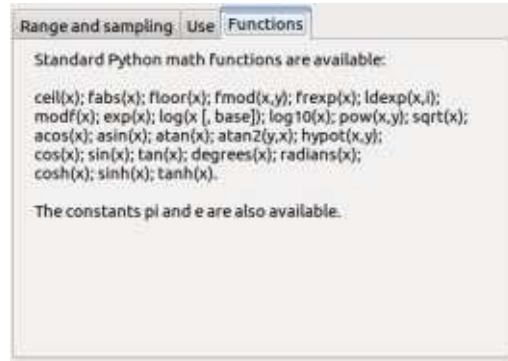 Range and sampling Use Functions
Standard Python math functions are available:
ceil(x); fabs(x); floor(x); fmod(x,y); frexp(x); ldexp(x,i);
modf(x); exp(x); log(x [, base]); log10(x); pow(x,y); sqrt(x);
acos(x); asin(x); atan(x); atan2(y,x); hypot(x,y);
cos(x); sin(x); tan(x); degrees(x); radians(x);
cosh(x); sinh(x); tanh(x).
The constants pi and e are also available.